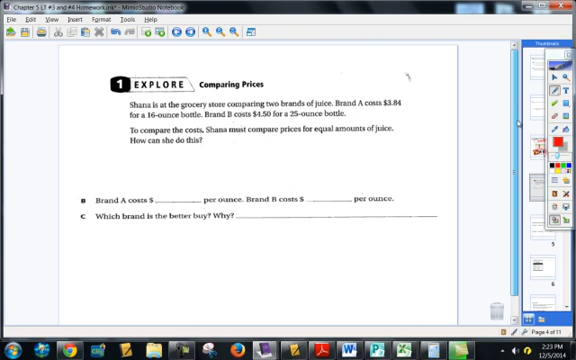 Chapter 5 LT #3 and #4 Homework.ink* - MimioStudio Notebook
File Edit View Insert Format Tools Help
Thumbnails
1 EXPLORE Comparing Prices
Shana is at the grocery store comparing two brands of juice. Brand A costs $3.84
for a 16-ounce bottle. Brand B costs $4.50 for a 25-ounce bottle.
To compare the costs, Shana must compare prices for equal amounts of juice.
How can she do this?
B Brand A costs $ per ounce. Brand B costs $ per ounce.
C Which brand is the better buy? Why?
5
6
Page 4 of 11
2:23 PM
12/5/2014